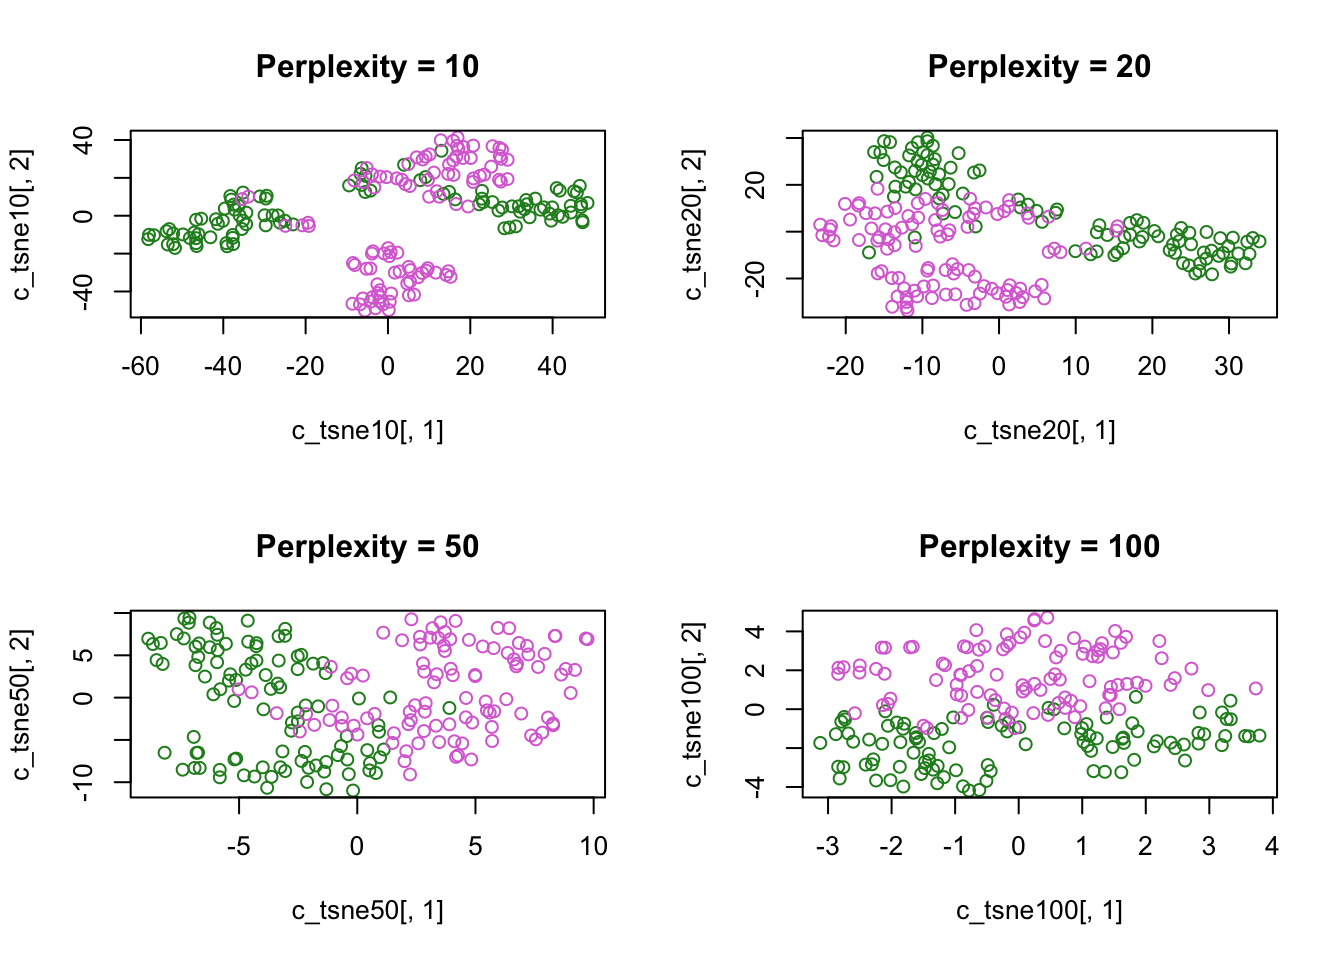 Perplexity = 10
c_tsne10[, 2]
40
0
-40
-60 -40 -20 0 20 40
c_tsne10[, 1]
Perplexity = 20
c_tsne20[, 2]
20
-20
-20 -10 0 10 20 30
c_tsne20[, 1]
Perplexity = 50
c_tsne50[, 2]
5
0
-10
-5 0 5 10
c_tsne50[, 1]
Perplexity = 100
c_tsne100[, 2]
4
2
0
-4
-3 -2 -1 0 1 2 3 4
c_tsne100[, 1]